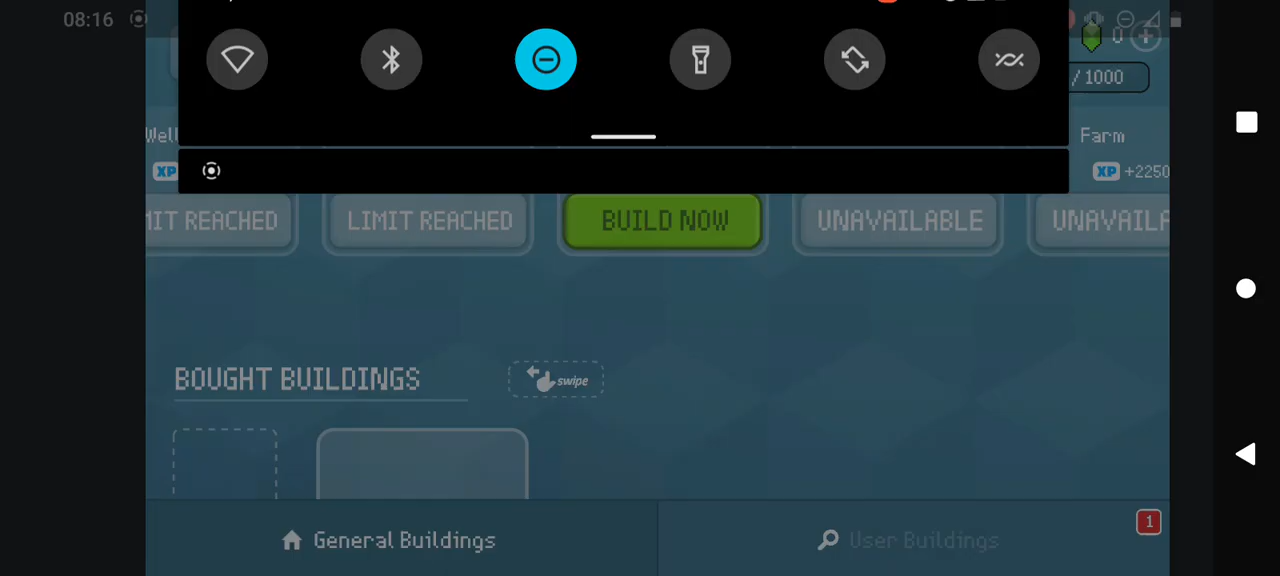 08:16
0
/ 1000
Well
Farm
XP
XP +2250
MIT REACHED
LIMIT REACHED
BUILD NOW
UNAVAILABLE
UNAVAILA
BOUGHT BUILDINGS
swipe
General Buildings
User Buildings
1